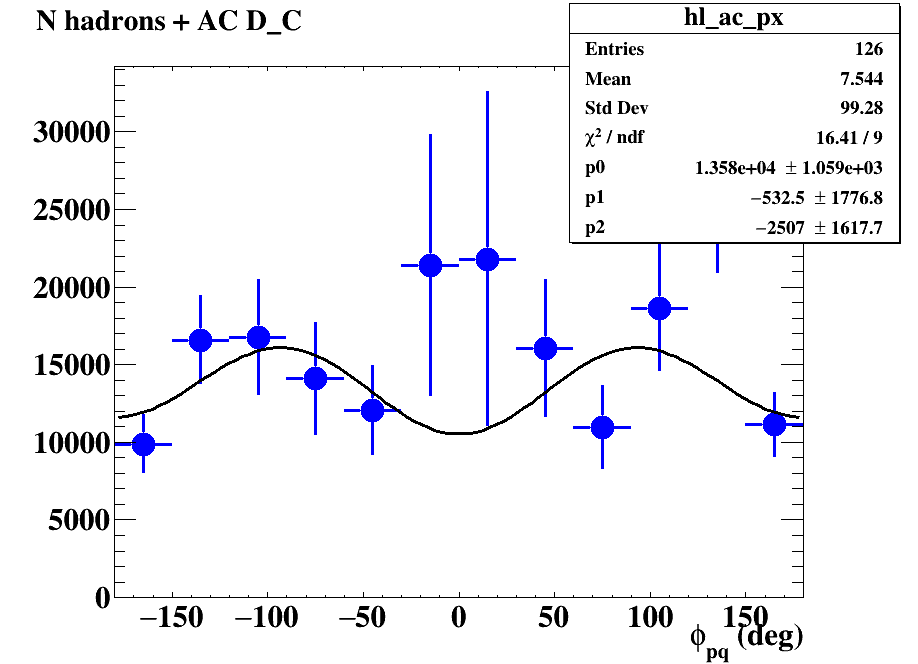 N hadrons + AC D_C
hl_ac_px
Entries 126
Mean 7.544
Std Dev 99.28
χ² / ndf 16.41 / 9
p0 1.358e+04 ± 1.059e+03
p1 −532.5 ± 1776.8
p2 −2507 ± 1617.7
30000
25000
20000
15000
10000
5000
0
−150 −100 −50 0 50 100 150
ϕpq (deg)